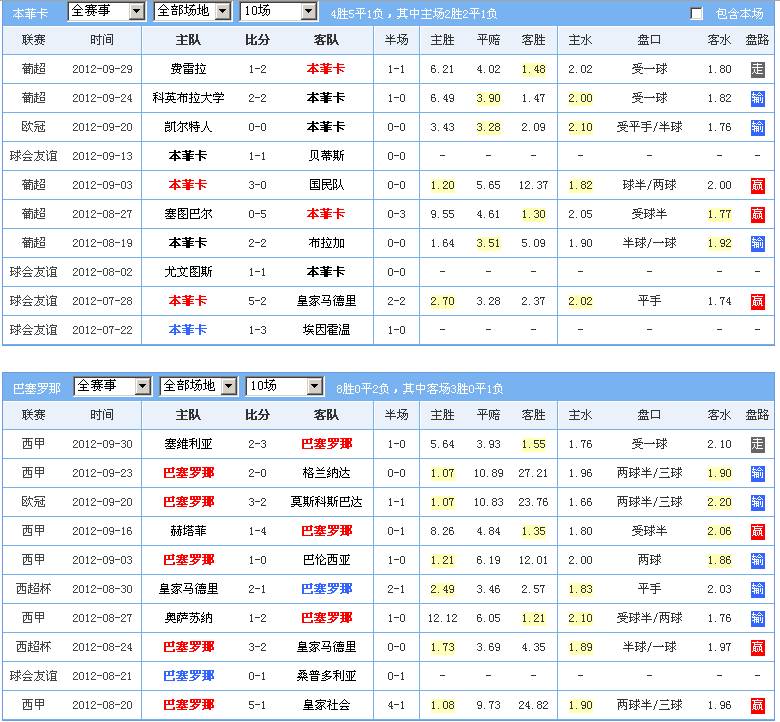 本菲卡 全赛事 全部场地 10场 4胜5平1负，其中主场2胜2平1负 包含本场
联赛 时间 主队 比分 客队 半场 主胜 平赔 客胜 主水 盘口 客水 盘路
葡超 2012-09-29 费雷拉 1-2 本菲卡 1-1 6.21 4.02 1.48 2.02 受一球 1.80 走
葡超 2012-09-24 科英布拉大学 2-2 本菲卡 1-0 6.49 3.90 1.47 2.00 受一球 1.82 输
欧冠 2012-09-20 凯尔特人 0-0 本菲卡 0-0 3.43 3.28 2.09 2.10 受平手/半球 1.76 输
球会友谊 2012-09-13 本菲卡 1-1 贝蒂斯 0-0 - - - - - - -
葡超 2012-09-03 本菲卡 3-0 国民队 0-0 1.20 5.65 12.37 1.82 球半/两球 2.00 赢
葡超 2012-08-27 塞图巴尔 0-5 本菲卡 0-3 9.55 4.61 1.30 2.05 受球半 1.77 赢
葡超 2012-08-19 本菲卡 2-2 布拉加 0-0 1.64 3.51 5.09 1.90 半球/一球 1.92 输
球会友谊 2012-08-02 尤文图斯 1-1 本菲卡 0-0 - - - - - - -
球会友谊 2012-07-28 本菲卡 5-2 皇家马德里 2-2 2.70 3.28 2.37 2.02 平手 1.74 赢
球会友谊 2012-07-22 本菲卡 1-3 埃因霍温 1-0 - - - - - - -
巴塞罗那 全赛事 全部场地 10场 8胜0平2负，其中客场3胜0平1负
联赛 时间 主队 比分 客队 半场 主胜 平赔 客胜 主水 盘口 客水 盘路
西甲 2012-09-30 塞维利亚 2-3 巴塞罗那 1-0 5.64 3.93 1.55 1.76 受一球 2.10 走
西甲 2012-09-23 巴塞罗那 2-0 格兰纳达 0-0 1.07 10.89 27.21 1.96 两球半/三球 1.90 输
欧冠 2012-09-20 巴塞罗那 3-2 莫斯科斯巴达 1-1 1.07 10.83 23.76 1.66 两球半/三球 2.20 输
西甲 2012-09-16 赫塔菲 1-4 巴塞罗那 0-1 8.26 4.84 1.35 1.80 受球半 2.06 赢
西甲 2012-09-03 巴塞罗那 1-0 巴伦西亚 1-0 1.21 6.19 12.01 2.00 两球 1.86 输
西超杯 2012-08-30 皇家马德里 2-1 巴塞罗那 2-1 2.49 3.46 2.57 1.83 平手 2.03 输
西甲 2012-08-27 奥萨苏纳 1-2 巴塞罗那 1-0 12.12 6.05 1.21 2.10 受球半/两球 1.76 输
西超杯 2012-08-24 巴塞罗那 3-2 皇家马德里 0-0 1.73 3.69 4.35 1.89 半球/一球 1.97 赢
球会友谊 2012-08-21 巴塞罗那 0-1 桑普多利亚 0-1 - - - - - - -
西甲 2012-08-20 巴塞罗那 5-1 皇家社会 4-1 1.08 9.73 24.82 1.90 两球半/三球 1.96 赢